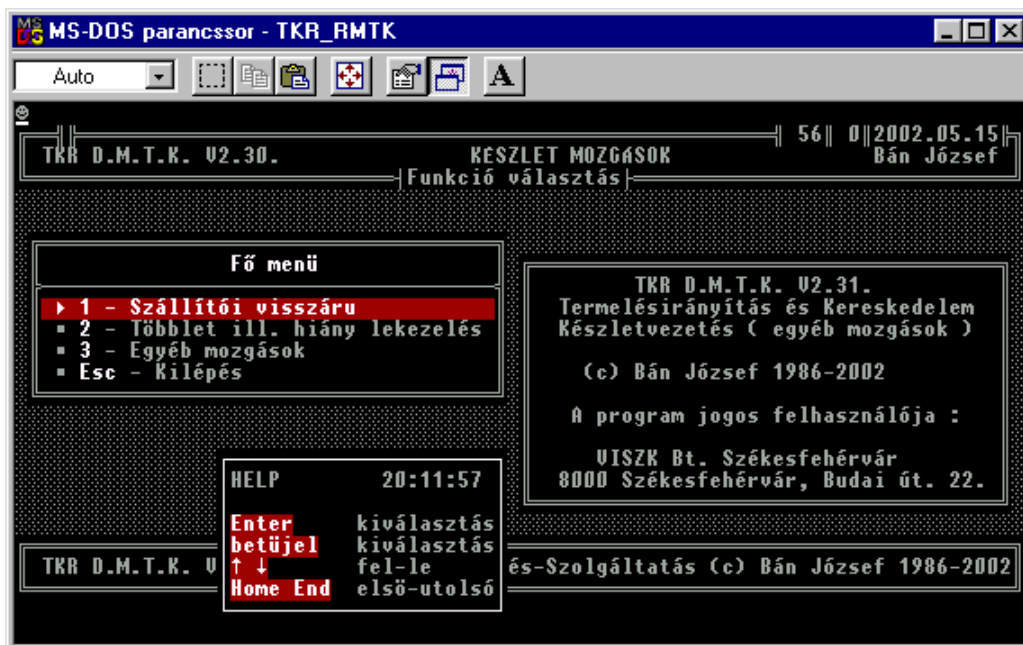 MS-DOS parancssor - TKR_RMTK
Auto
A
56 0 2002.05.15
TKR D.M.T.K. V2.30. KÉSZLET MOZGÁSOK Bán József
Funkció választás
Fő menü
1 - Szállítói visszáru
2 - Többlet ill. hiány lekezelés
3 - Egyéb mozgások
Esc - Kilépés
TKR D.M.T.K. V2.31.
Termelésirányítás és Kereskedelem
Készletvezetés ( egyéb mozgások )
(c) Bán József 1986-2002
A program jogos felhasználója :
VISZK Bt. Székesfehérvár
8000 Székesfehérvár, Budai út. 22.
HELP 20:11:57
Enter kiválasztás
betüjel kiválasztás
↑ ↓ fel-le
Home End elsö-utolsó
TKR D.M.T.K. V és-Szolgáltatás (c) Bán József 1986-2002